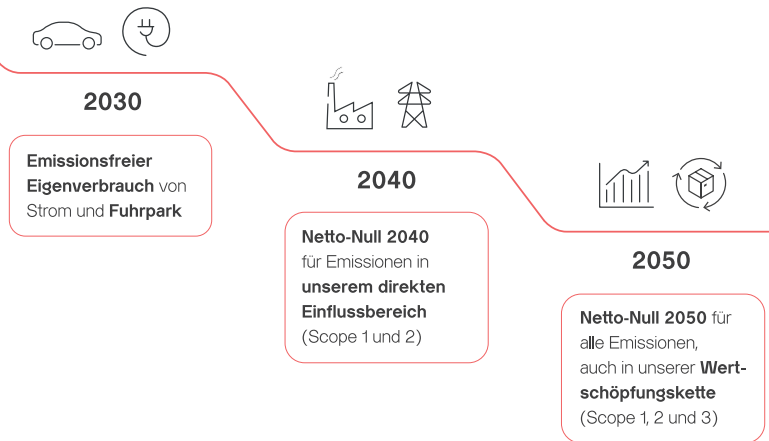 2030
Emissionsfreier
Eigenverbrauch von
Strom und Fuhrpark
2040
Netto-Null 2040
für Emissionen in
unserem direkten
Einflussbereich
(Scope 1 und 2)
2050
Netto-Null 2050 für
alle Emissionen,
auch in unserer Wert-
schöpfungskette
(Scope 1, 2 und 3)